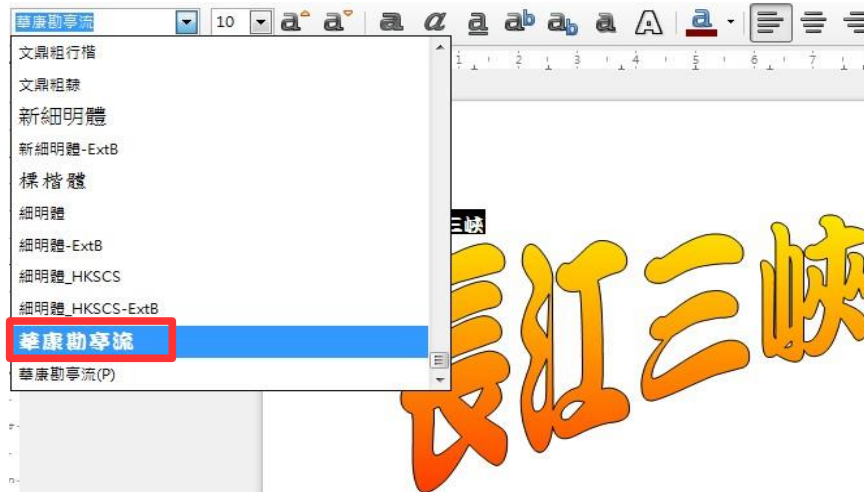 華康勘亭流 10
文鼎粗行楷
文鼎粗隸
新細明體
新細明體-ExtB
標楷體
細明體
細明體-ExtB
細明體_HKSCS
細明體_HKSCS-ExtB
華康勘亭流
華康勘亭流(P)
1 2 3 4 5 6 7
三峽
長江三峽